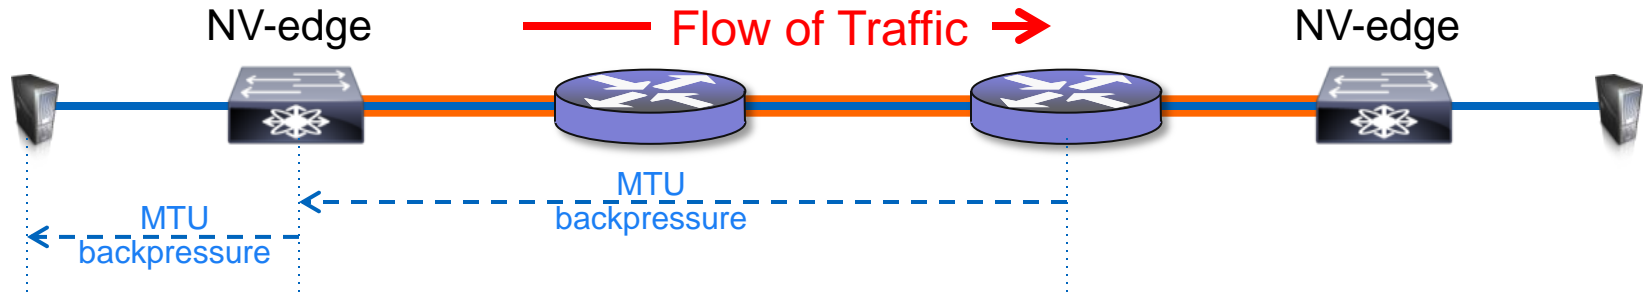 NV-edge
Flow of Traffic
NV-edge
MTU
backpressure
MTU
backpressure